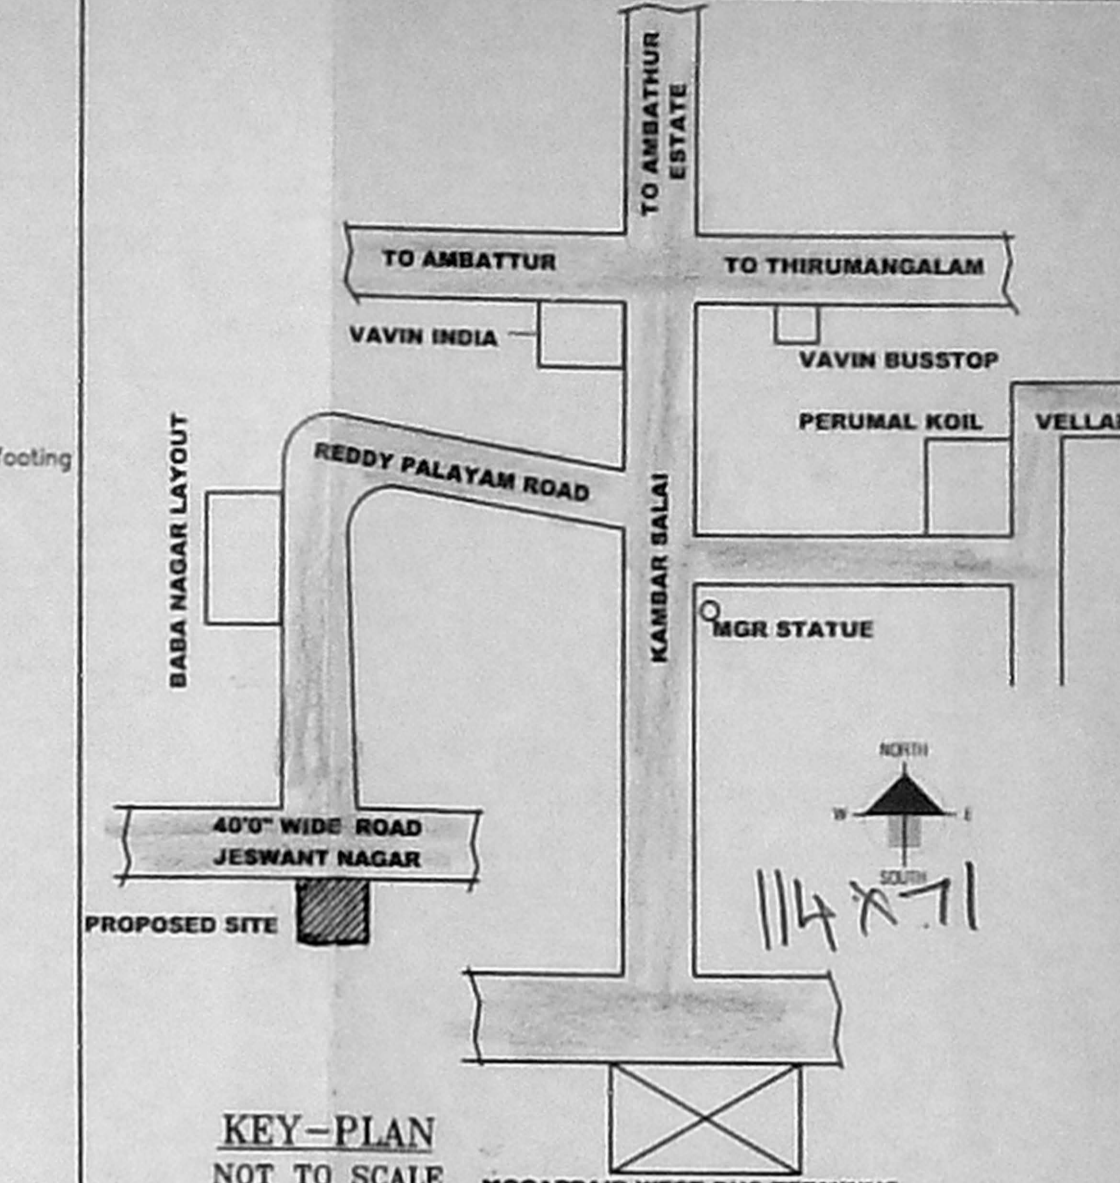 TO AMBATHUR
ESTATE
TO AMBATTUR
TO THIRUMANGALAM
VAVIN INDIA
VAVIN BUSSTOP
PERUMAL KOIL
BABA NAGAR LAYOUT
REDDY PALAYAM ROAD
footing
KAMBAR SALAI
MGR STATUE
NORTH
W E
SOUTH
114 x 71
40'0" WIDE ROAD
JESWANT NAGAR
PROPOSED SITE
KEY-PLAN
NOT TO SCALE